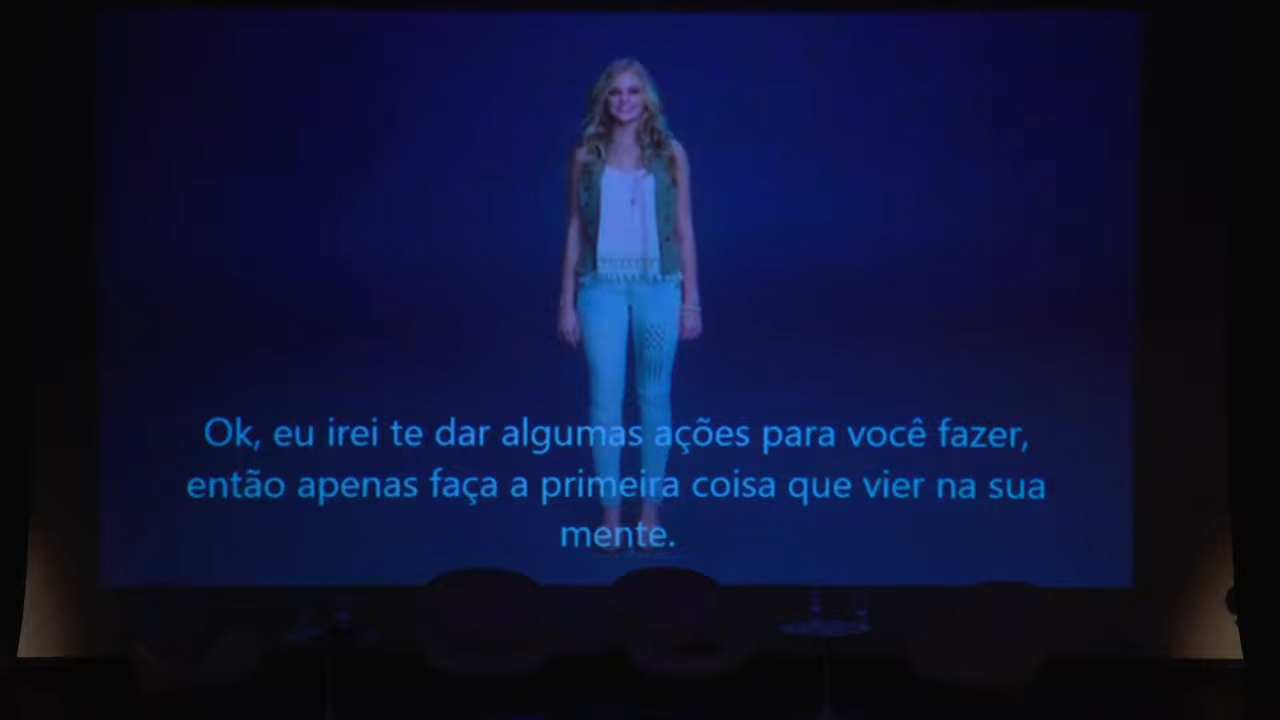 Ok, eu irei te dar algumas ações para você fazer,
então apenas faça a primeira coisa que vier na sua
mente.